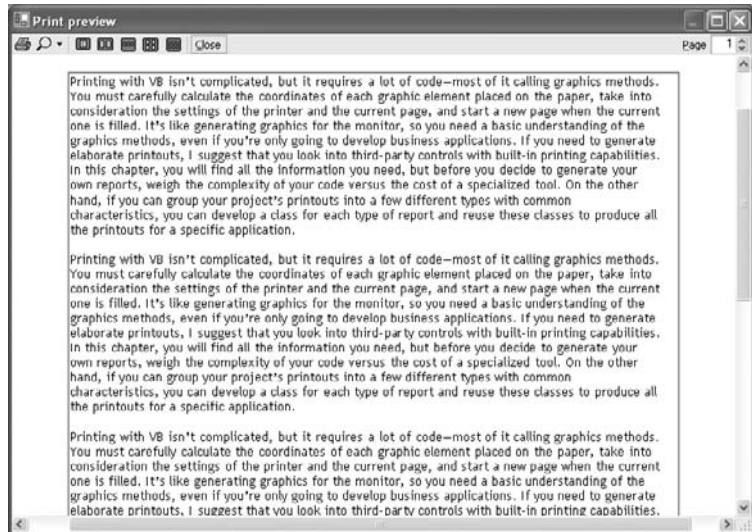 Print preview
Close
Page 1
Printing with VB isn't complicated, but it requires a lot of code—most of it calling graphics methods.
You must carefully calculate the coordinates of each graphic element placed on the paper, take into
consideration the settings of the printer and the current page, and start a new page when the current
one is filled. It's like generating graphics for the monitor, so you need a basic understanding of the
graphics methods, even if you're only going to develop business applications. If you need to generate
elaborate printouts, I suggest that you look into third-party controls with built-in printing capabilities.
In this chapter, you will find all the information you need, but before you decide to generate your
own reports, weigh the complexity of your code versus the cost of a specialized tool. On the other
hand, if you can group your project's printouts into a few different types with common
characteristics, you can develop a class for each type of report and reuse these classes to produce all
the printouts for a specific application.
Printing with VB isn't complicated, but it requires a lot of code—most of it calling graphics methods.
You must carefully calculate the coordinates of each graphic element placed on the paper, take into
consideration the settings of the printer and the current page, and start a new page when the current
one is filled. It's like generating graphics for the monitor, so you need a basic understanding of the
graphics methods, even if you're only going to develop business applications. If you need to generate
elaborate printouts, I suggest that you look into third-party controls with built-in printing capabilities.
In this chapter, you will find all the information you need, but before you decide to generate your
own reports, weigh the complexity of your code versus the cost of a specialized tool. On the other
hand, if you can group your project's printouts into a few different types with common
characteristics, you can develop a class for each type of report and reuse these classes to produce all
the printouts for a specific application.
Printing with VB isn't complicated, but it requires a lot of code—most of it calling graphics methods.
You must carefully calculate the coordinates of each graphic element placed on the paper, take into
consideration the settings of the printer and the current page, and start a new page when the current
one is filled. It's like generating graphics for the monitor, so you need a basic understanding of the
graphics methods, even if you're only going to develop business applications. If you need to generate
elaborate printouts, I suggest that you look into third-party controls with built-in printing capabilities.